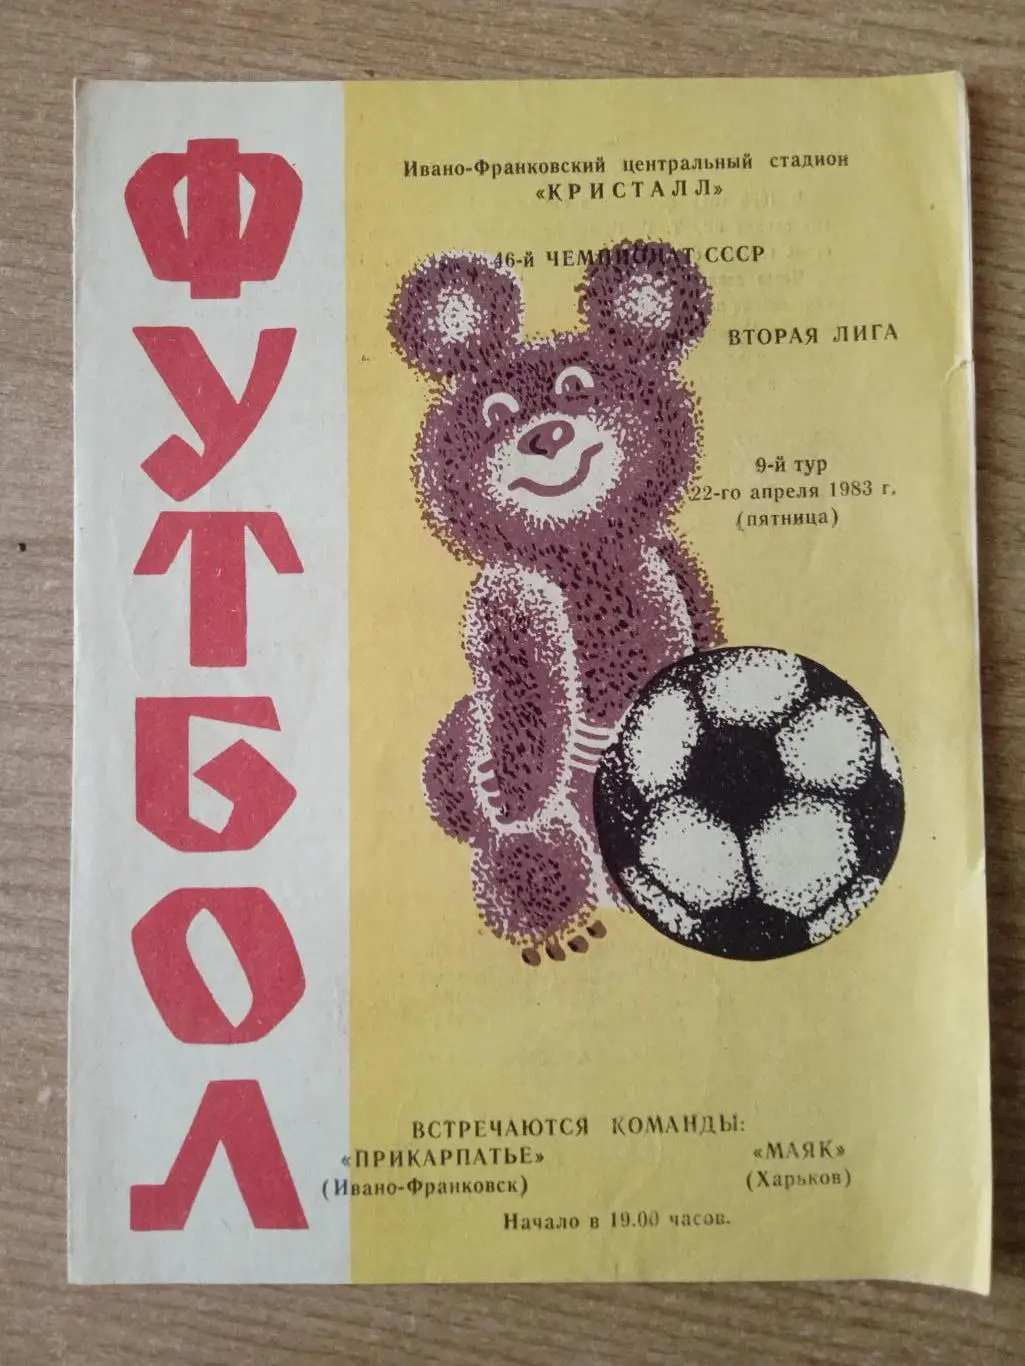 ФУТБОЛ
Ивано-Франковский центральный стадион
«КРИСТАЛЛ»
46-й ЧЕМПИОНАТ СССР
ВТОРАЯ ЛИГА
9-й тур
22-го апреля 1983 г.
(пятница)
ВСТРЕЧАЮТСЯ КОМАНДЫ:
«ПРИКАРПАТЬЕ» «МАЯК»
(Ивано-Франковск) (Харьков)
Начало в 19.00 часов.